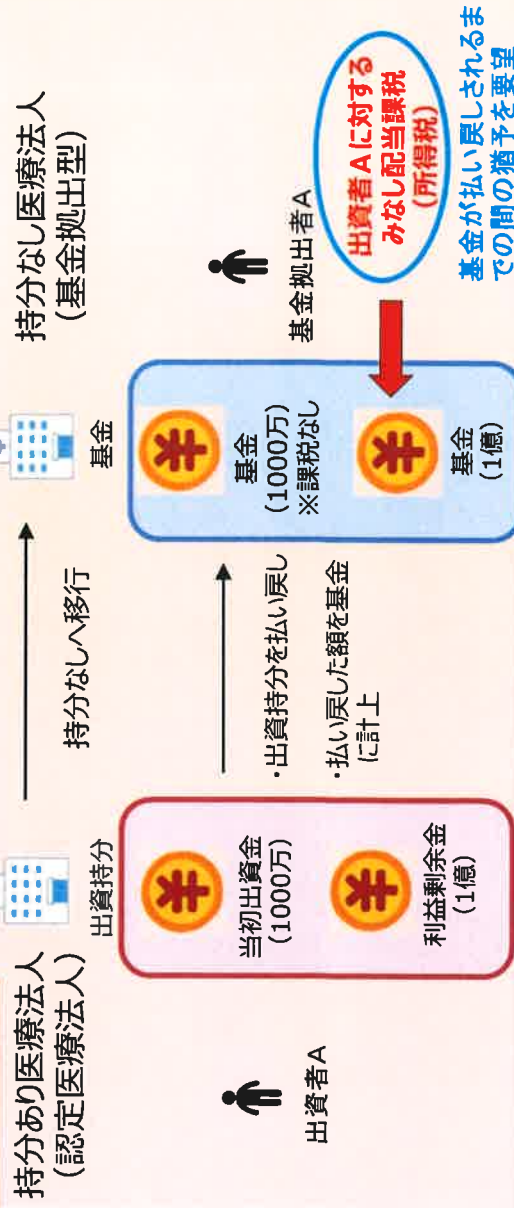 持分あり医療法人
(認定医療法人)
出資者A
出資持分
¥
当初出資金
(1000万)
¥
利益剰余金
(1億)
持分なしへ移行
・出資持分を払い戻し
・払い戻した額を基金
に計上
持分なし医療法人
(基金拠出型)
基金
¥
基金
(1000万)
※課税なし
¥
基金
(1億)
基金拠出者A
出資者Aに対する
みなし配当課税
(所得税)
基金が払い戻しされるま
での間の猶予を要望